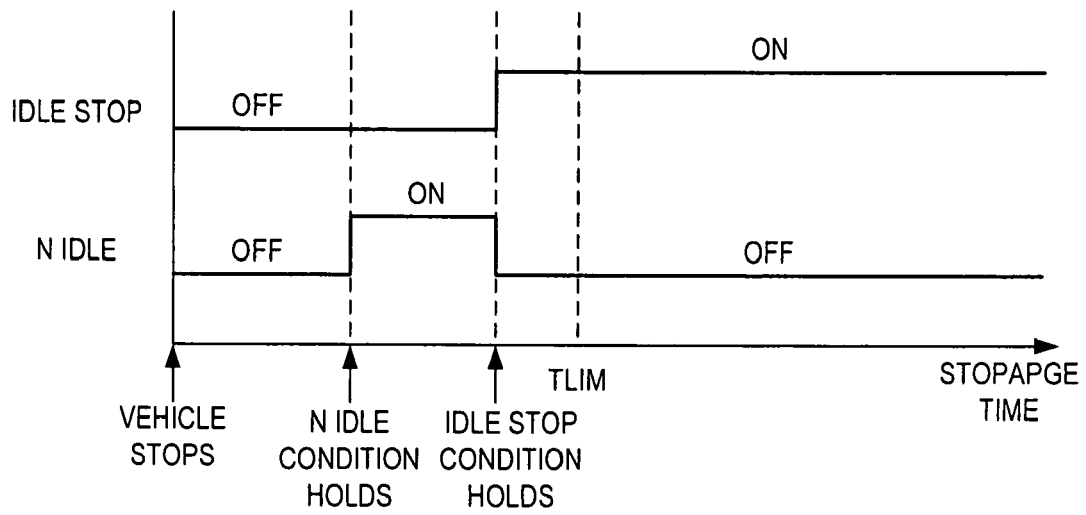 ON
IDLE STOP
OFF
ON
N IDLE
OFF
OFF
TLIM
STOPAPGE
TIME
VEHICLE
STOPS
N IDLE
CONDITION
HOLDS
IDLE STOP
CONDITION
HOLDS